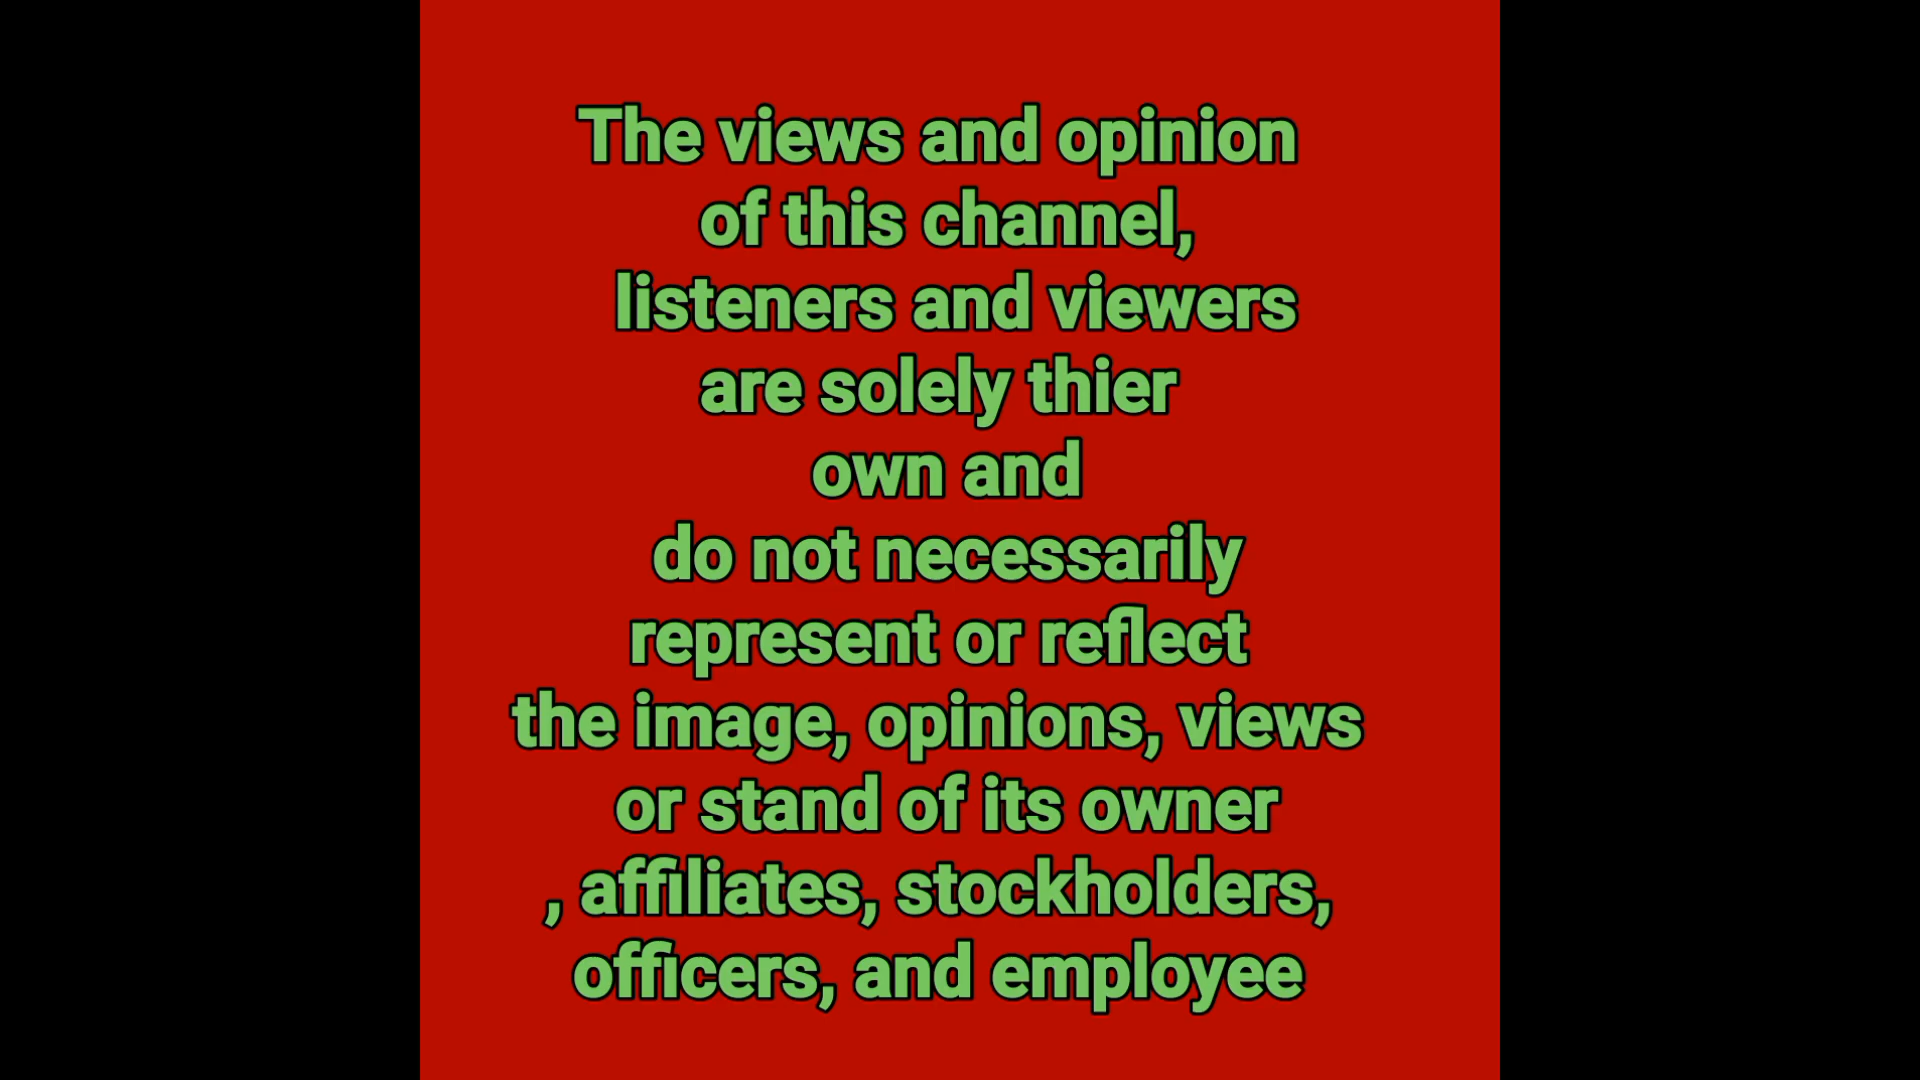 The views and opinion
of this channel,
listeners and viewers
are solely thier
own and
do not necessarily
represent or reflect
the image, opinions, views
or stand of its owner
, affiliates, stockholders,
officers, and employee